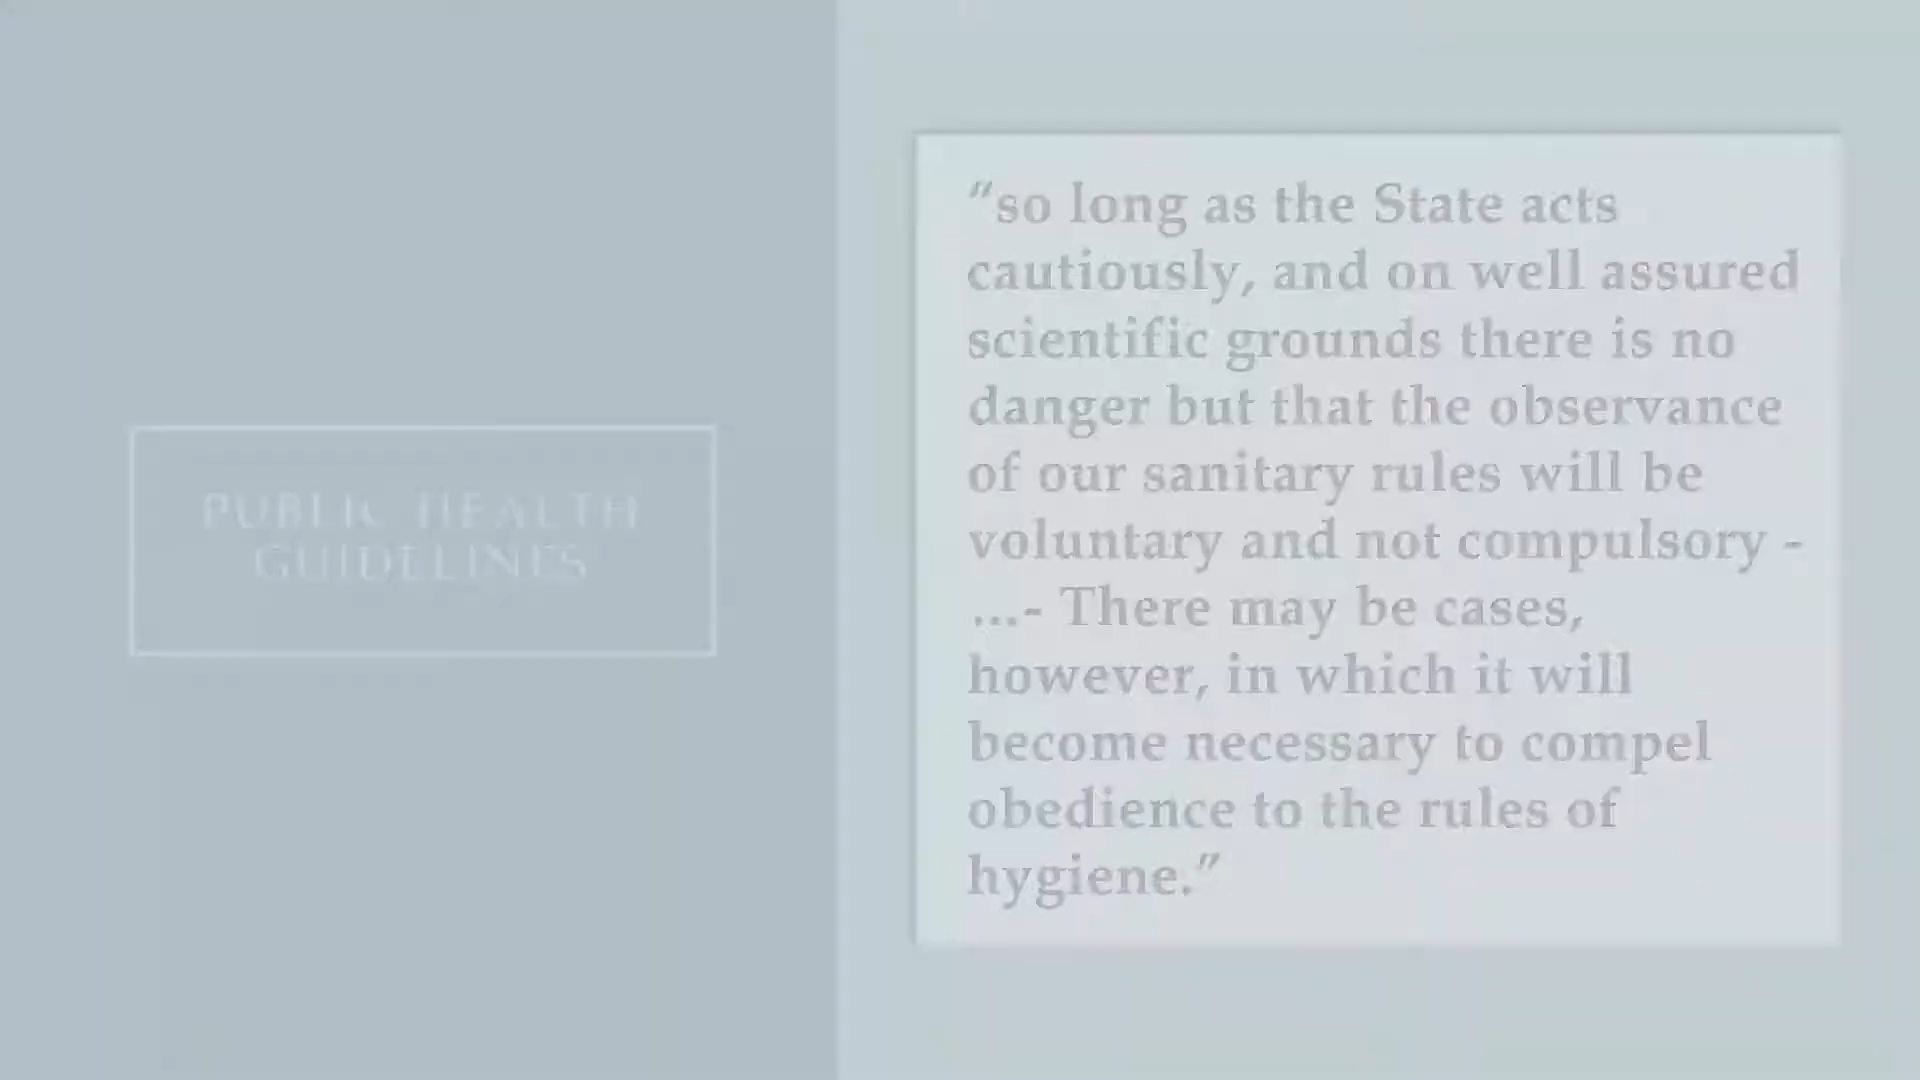 PUBLIC HEALTH
GUIDELINES
“so long as the State acts
cautiously, and on well assured
scientific grounds there is no
danger but that the observance
of our sanitary rules will be
voluntary and not compulsory -
…- There may be cases,
however, in which it will
become necessary to compel
obedience to the rules of
hygiene.”